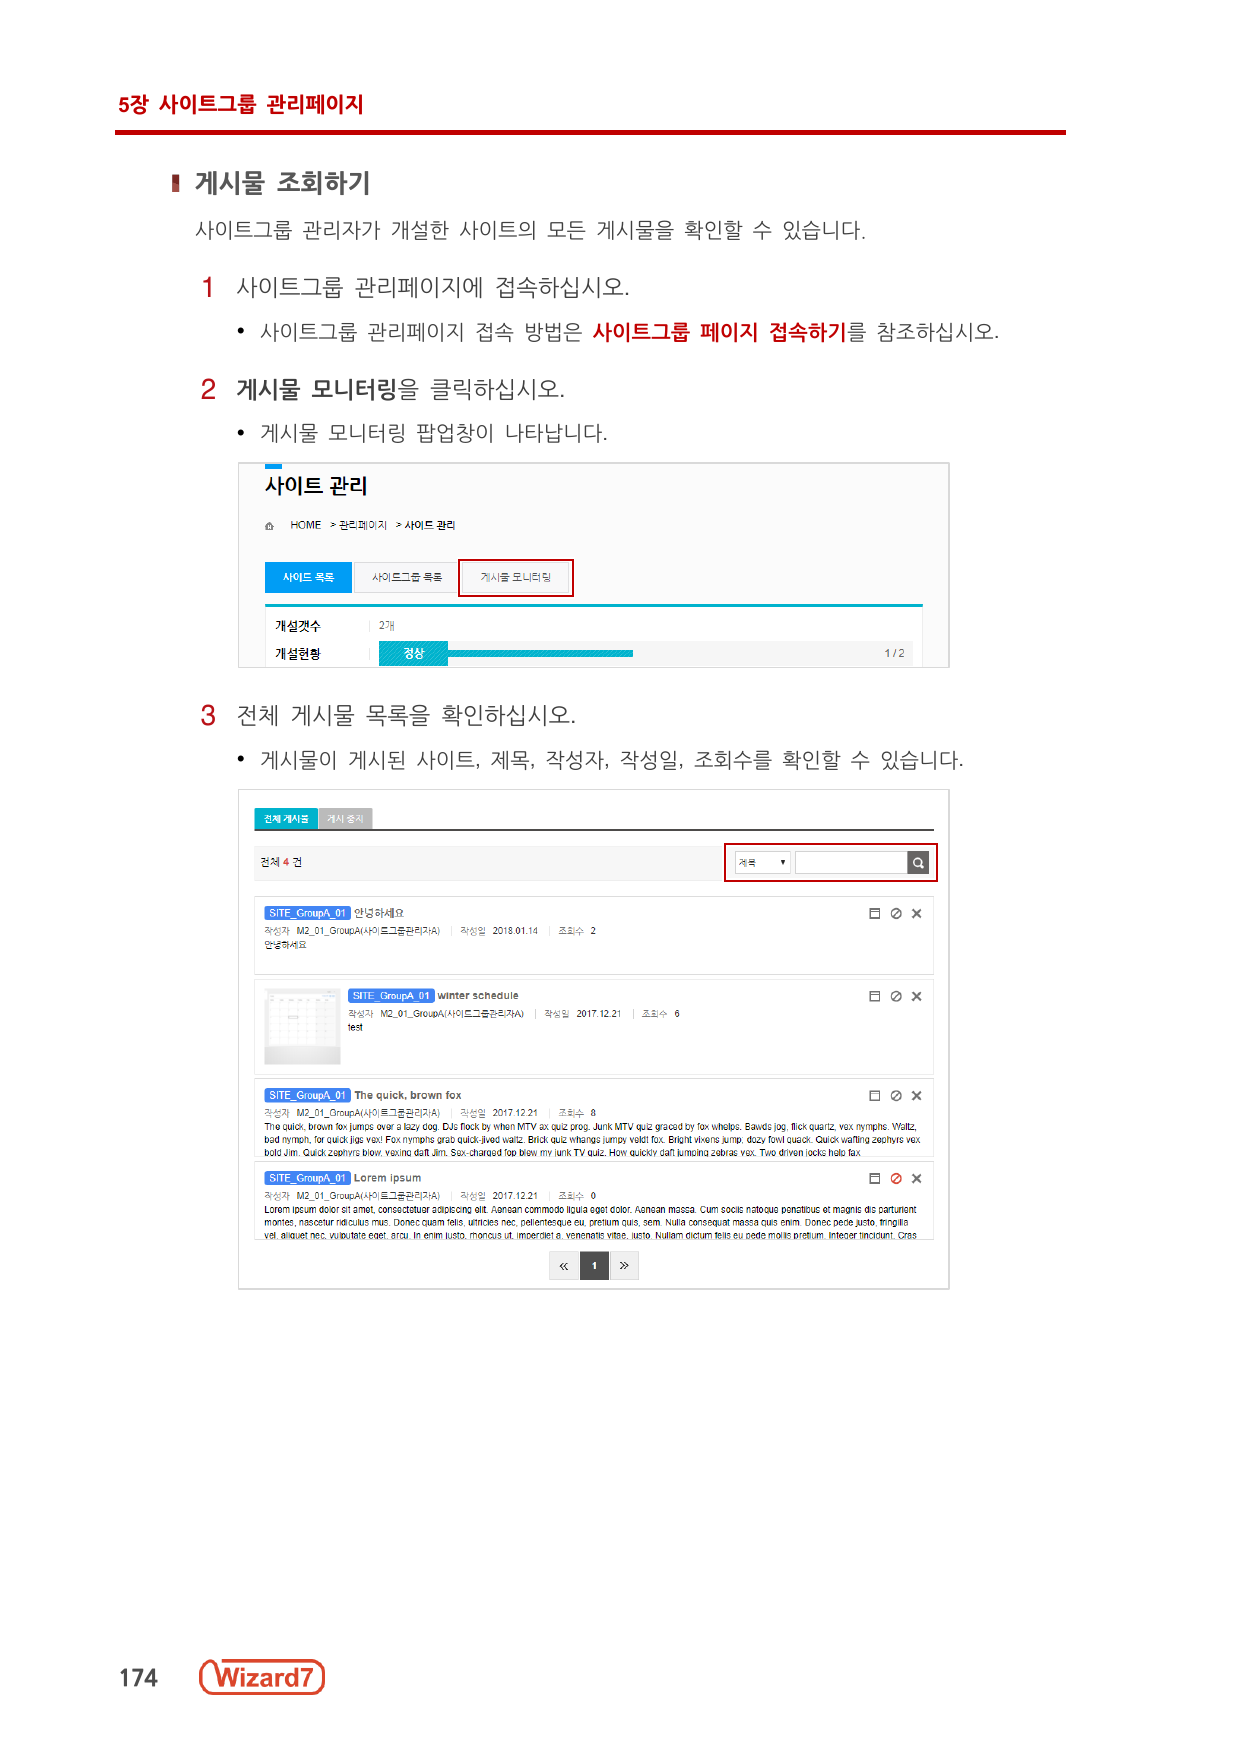 5장 사이트그룹 관리페이지
게시물 조회하기
사이트그룹 관리자가 개설한 사이트의 모든 게시물을 확인할 수 있습니다.
1 사이트그룹 관리페이지에 접속하십시오.
• 사이트그룹 관리페이지 접속 방법은 사이트그룹 페이지 접속하기를 참조하십시오.
2 게시물 모니터링을 클릭하십시오.
• 게시물 모니터링 팝업창이 나타납니다.
사이트 관리
HOME > 관리페이지 > 사이트 관리
사이트 목록 사이트그룹 목록 게시물 모니터링
개설갯수 2개
개설현황 정상 1 / 2
3 전체 게시물 목록을 확인하십시오.
• 게시물이 게시된 사이트, 제목, 작성자, 작성일, 조회수를 확인할 수 있습니다.
전체 게시물 게시 중지
전체 4 건 제목
SITE_GroupA_01 안녕하세요
작성자 M2_01_GroupA(사이트그룹관리자A) 작성일 2018.01.14 조회수 2
안녕하세요
SITE_GroupA_01 winter schedule
작성자 M2_01_GroupA(사이트그룹관리자A) 작성일 2017.12.21 조회수 6
test
SITE_GroupA_01 The quick, brown fox
작성자 M2_01_GroupA(사이트그룹관리자A) 작성일 2017.12.21 조회수 8
The quick, brown fox jumps over a lazy dog. DJs flock by when MTV ax quiz prog. Junk MTV quiz graced by fox whelps. Bawds jog, flick quartz, vex nymphs. Waltz,
bad nymph, for quick jigs vex! Fox nymphs grab quick-jived waltz. Brick quiz whangs jumpy veldt fox. Bright vixens jump; dozy fowl quack. Quick wafting zephyrs vex
bold Jim. Quick zephyrs blow, vexing daft Jim. Sex-charged fop blew my junk TV quiz. How quickly daft jumping zebras vex. Two driven jocks help fax
SITE_GroupA_01 Lorem ipsum
작성자 M2_01_GroupA(사이트그룹관리자A) 작성일 2017.12.21 조회수 0
Lorem ipsum dolor sit amet, consectetuer adipiscing elit. Aenean commodo ligula eget dolor. Aenean massa. Cum sociis natoque penatibus et magnis dis parturient
montes, nascetur ridiculus mus. Donec quam felis, ultricies nec, pellentesque eu, pretium quis, sem. Nulla consequat massa quis enim. Donec pede justo, fringilla
vel, aliquet nec, vulputate eget, arcu. In enim justo, rhoncus ut, imperdiet a, venenatis vitae, justo. Nullam dictum felis eu pede mollis pretium. Integer tincidunt. Cras
« 1 »
174 Wizard7